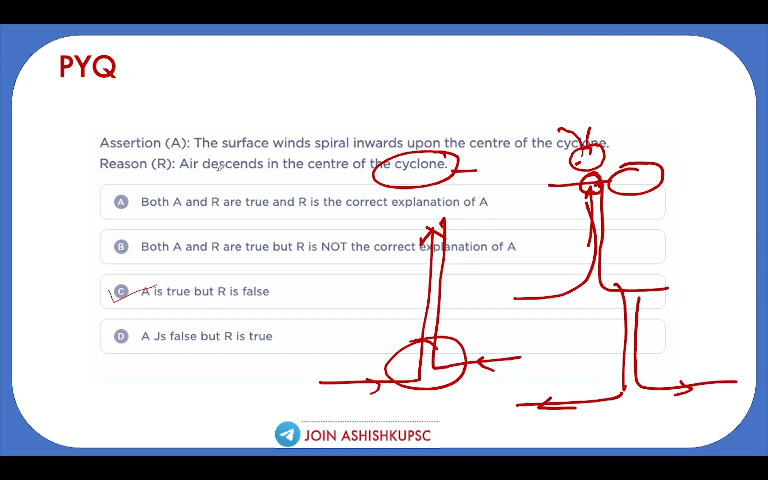 PYQ
Assertion (A): The surface winds spiral inwards upon the centre of the cyclone.
Reason (R): Air descends in the centre of the cyclone.
A Both A and R are true and R is the correct explanation of A
B Both A and R are true but R is NOT the correct explanation of A
C A is true but R is false
D A Js false but R is true
JOIN ASHISHKUPSC